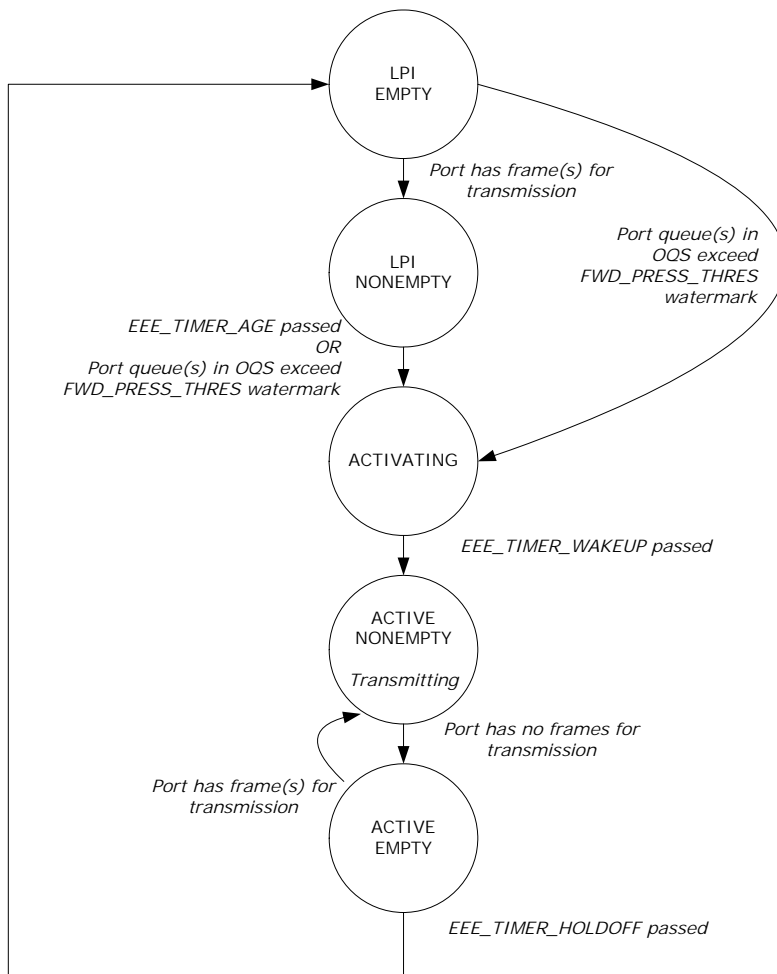 LPI
EMPTY
Port has frame(s) for
transmission
Port queue(s) in
OQS exceed
FWD_PRESS_THRES
watermark
LPI
NONEMPTY
EEE_TIMER_AGE passed
OR
Port queue(s) in OQS exceed
FWD_PRESS_THRES watermark
ACTIVATING
EEE_TIMER_WAKEUP passed
ACTIVE
NONEMPTY
Transmitting
Port has no frames for
transmission
Port has frame(s) for
transmission
ACTIVE
EMPTY
EEE_TIMER_HOLDOFF passed